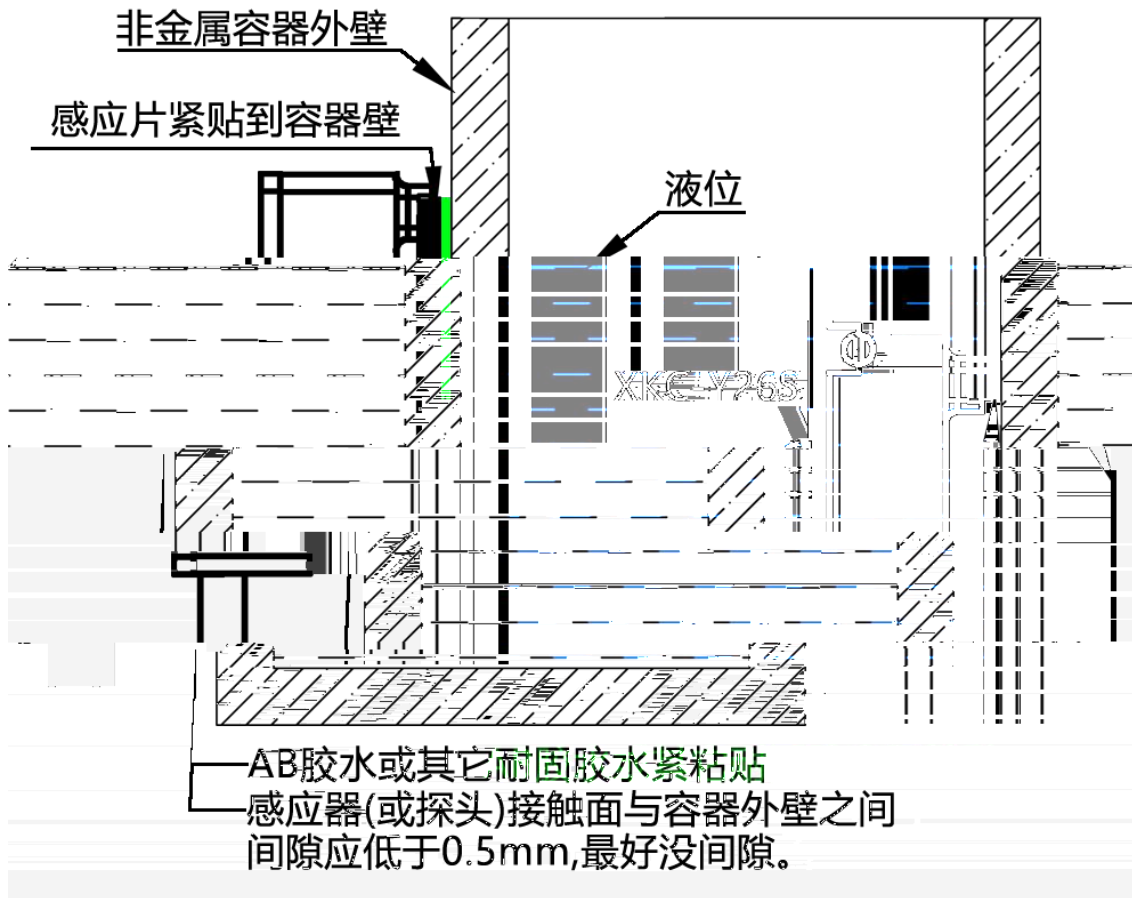 非金属容器外壁
感应片紧贴到容器壁
液位
XKC-Y26S
AB胶水或其它耐固胶水紧粘贴
感应器(或探头)接触面与容器外壁之间
间隙应低于0.5mm,最好没间隙。